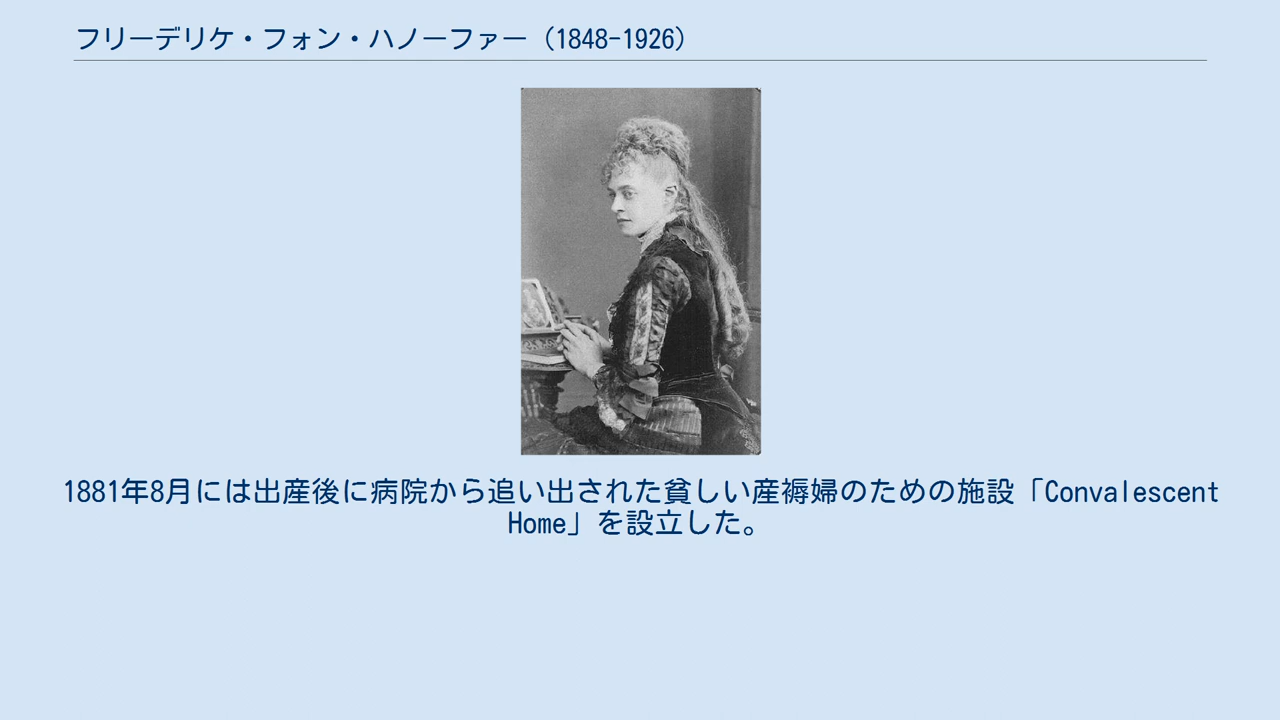 フリーデリケ・フォン・ハノーファー（1848-1926）
1881年8月には出産後に病院から追い出された貧しい産褥婦のための施設「Convalescent
Home」を設立した。